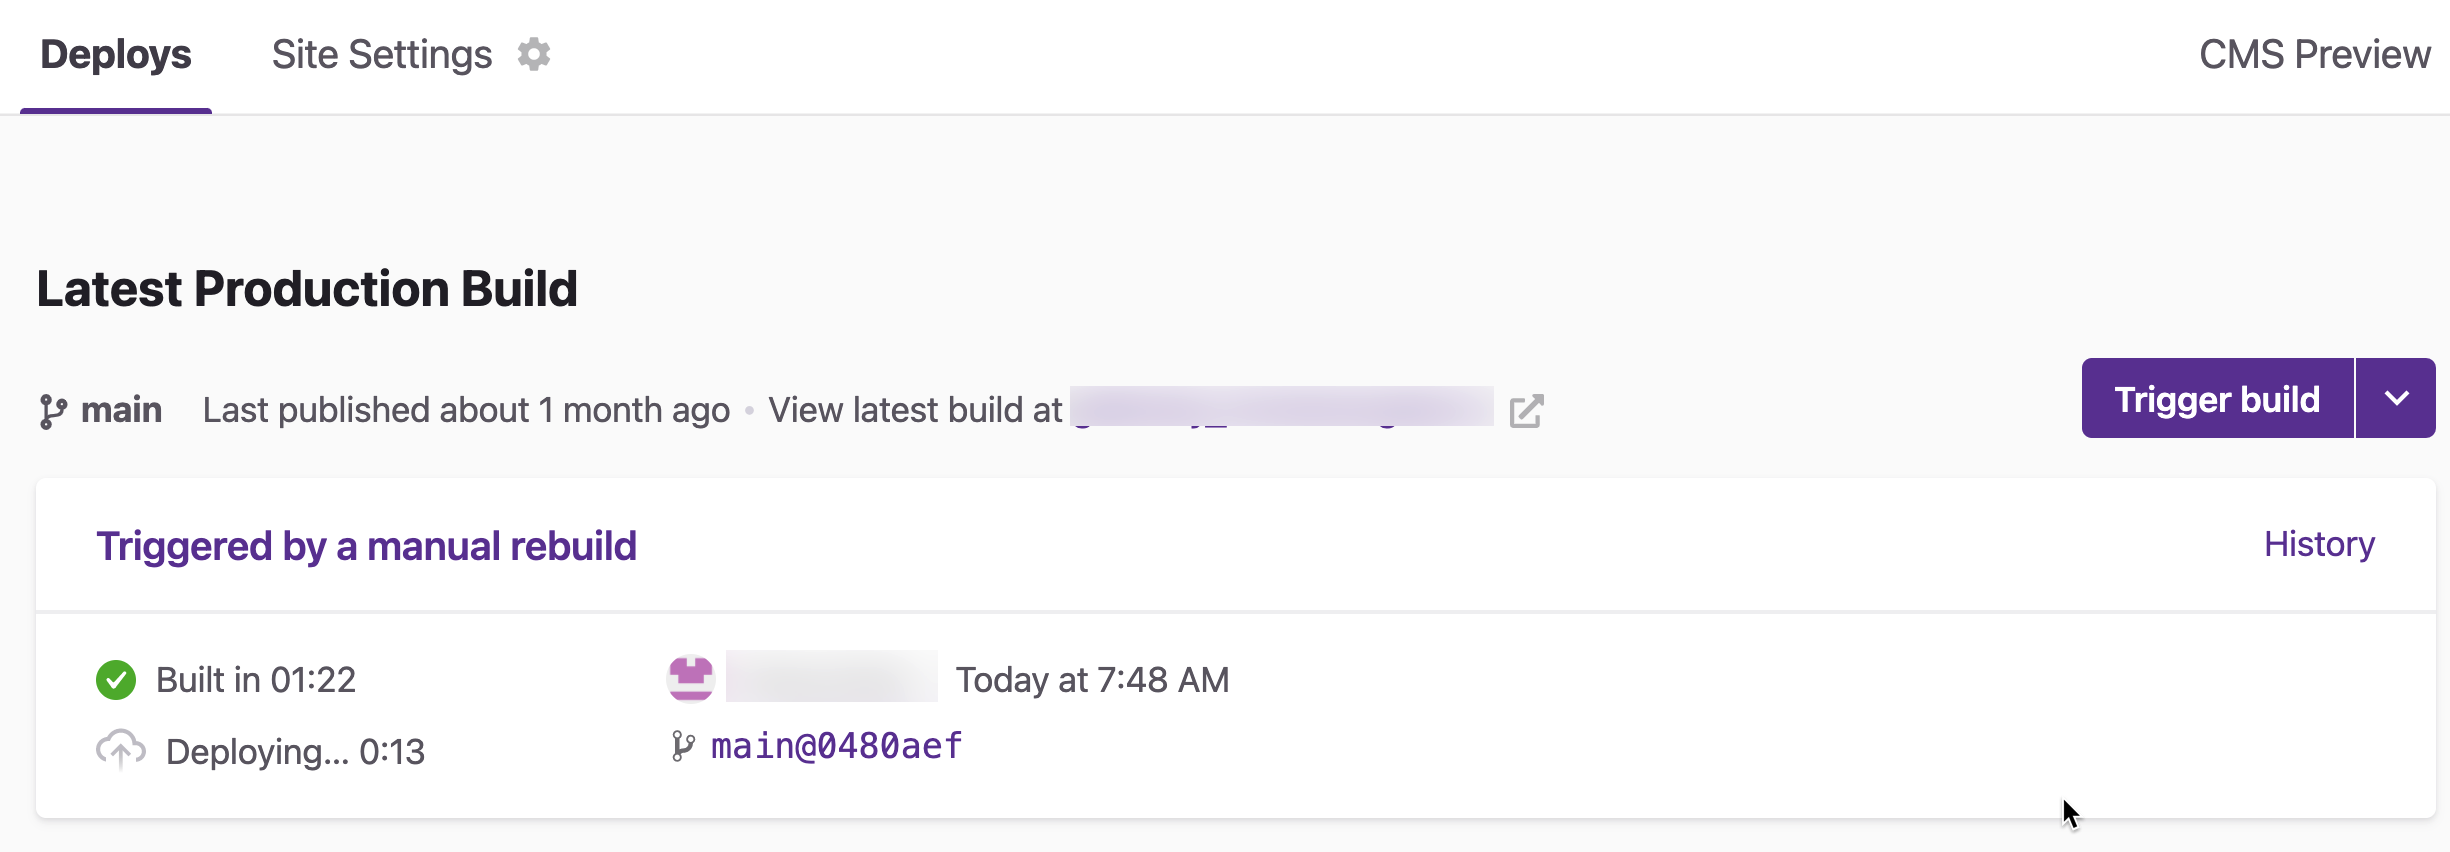 Deploys Site Settings CMS Preview
Latest Production Build
main Last published about 1 month ago • View latest build at
Trigger build
Triggered by a manual rebuild History
Built in 01:22 Today at 7:48 AM
Deploying... 0:13 main@0480aef